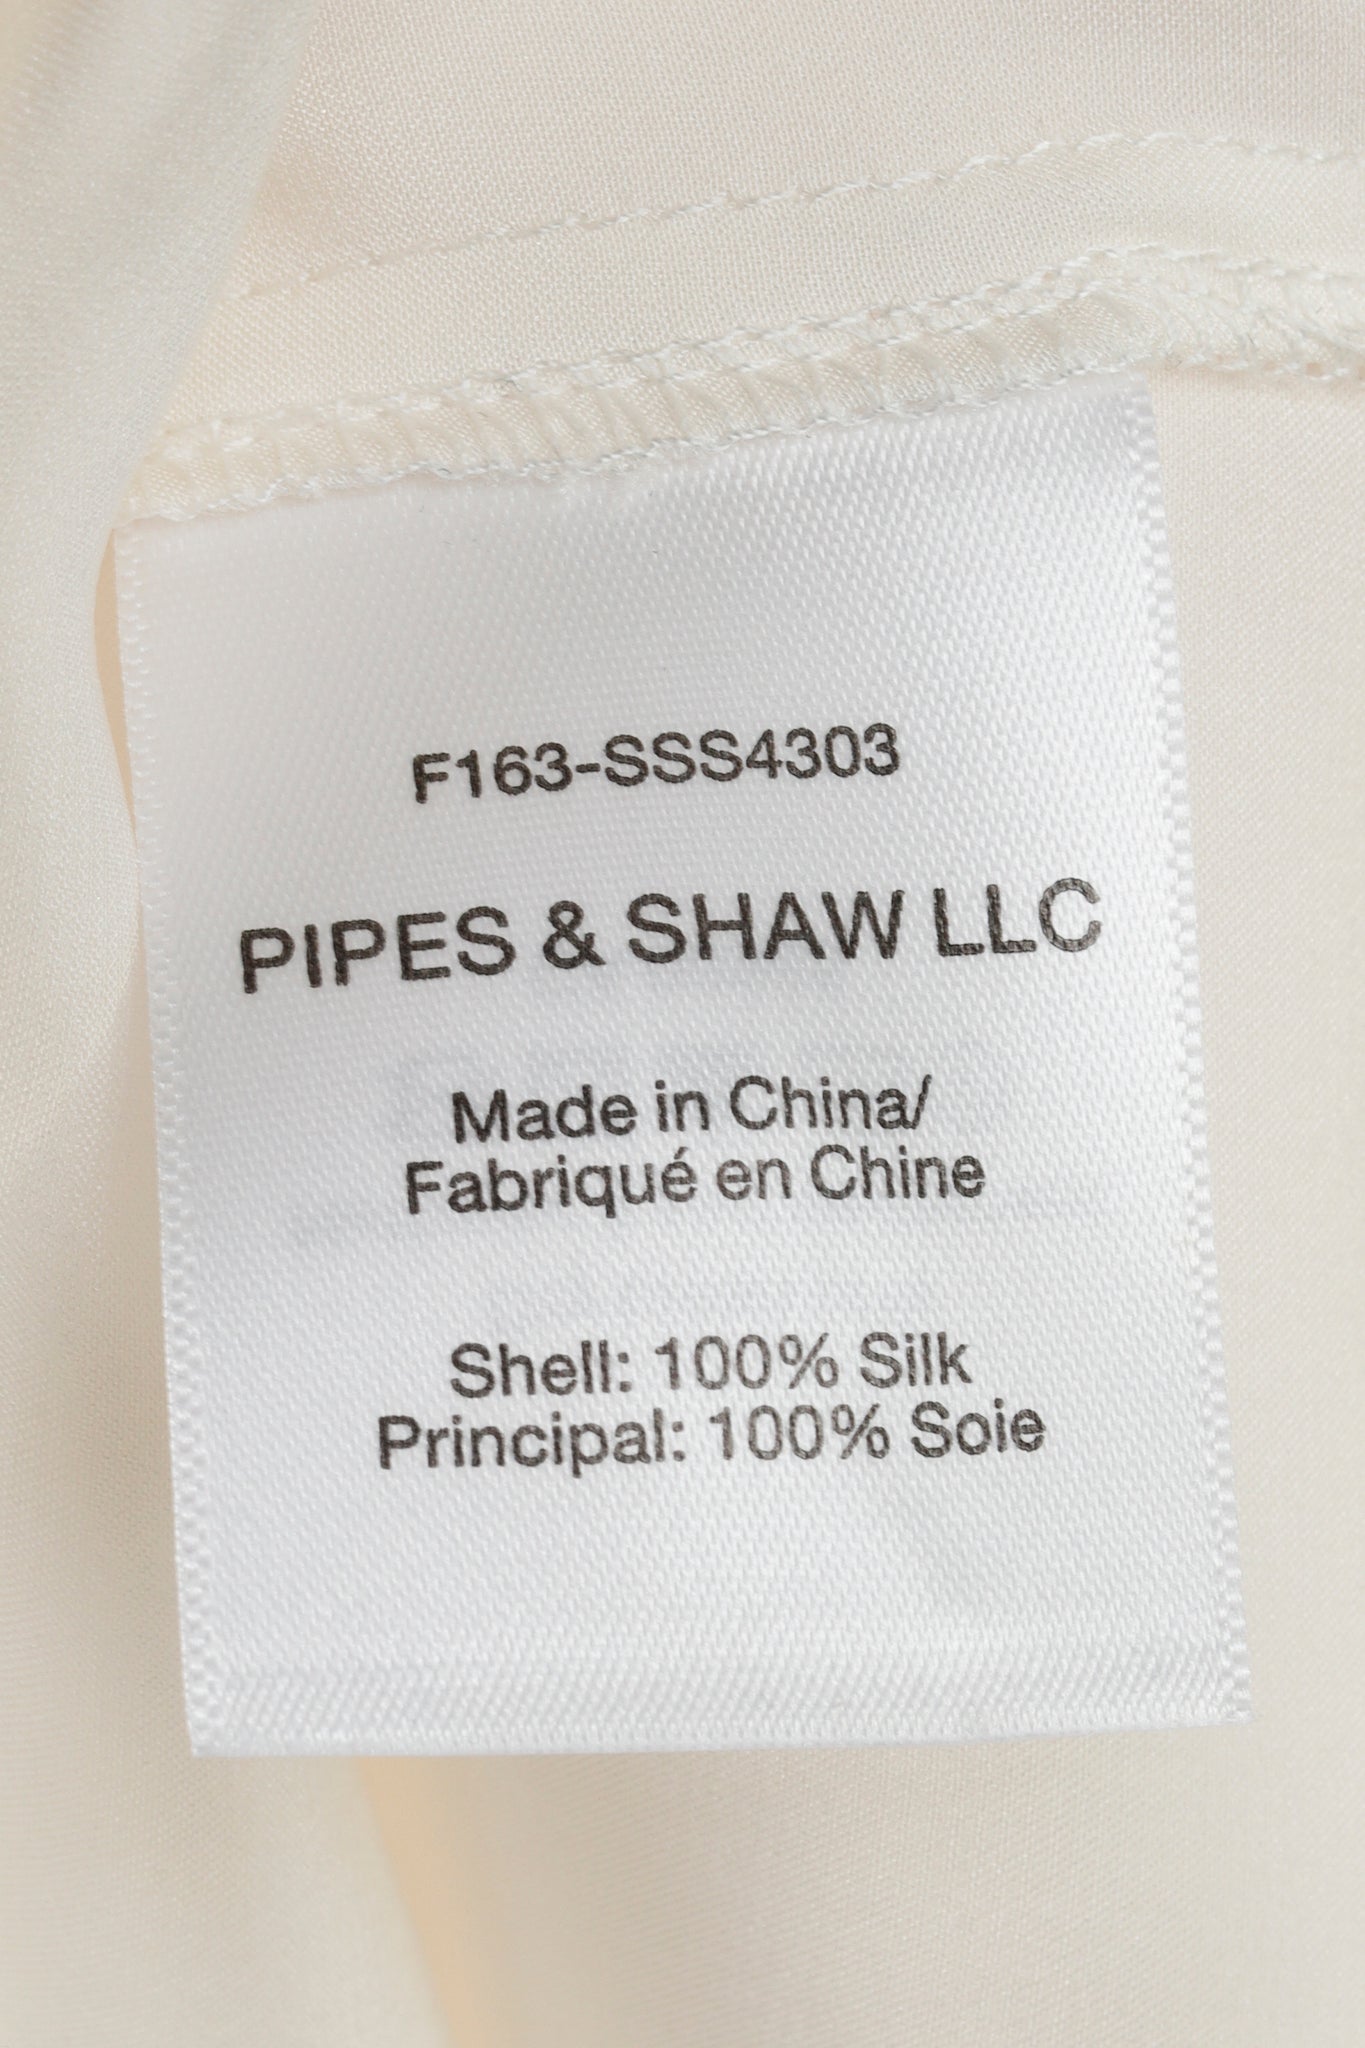 F163-SSS4303
PIPES & SHAW LLC
Made in China/
Fabriqué en Chine
Shell: 100% Silk
Principal: 100% Soie